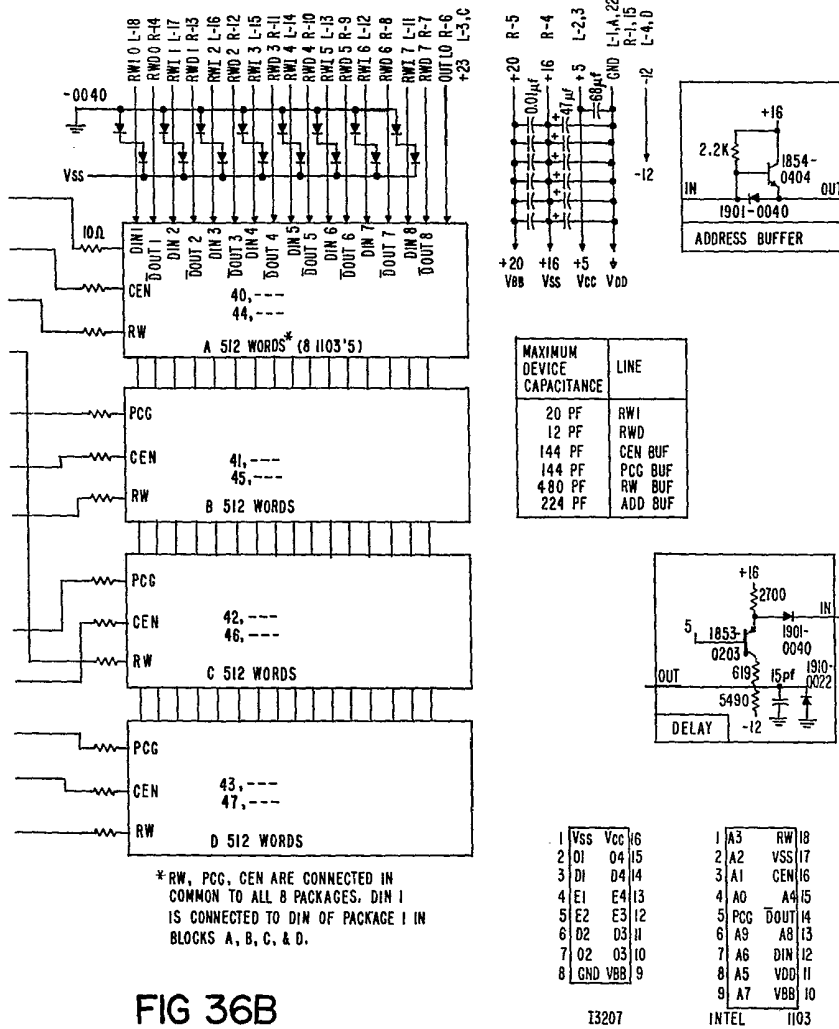 RWI 0 L-18
RWD 0 R-14
RWI 1 L-17
RWD 1 R-13
RWI 2 L-16
RWD 2 R-12
RWI 3 L-15
RWD 3 R-11
RWI 4 L-14
RWD 4 R-10
RWI 5 L-13
RWD 5 R-9
RWI 6 L-12
RWD 6 R-8
RWI 7 L-11
RWD 7 R-7
OUT LO R-6
+23 L-3,C
+20 R-5
+16 R-4
+5 L-2,3
GND L-1,A,22
R-1,15
L-4,D
-12
-0040
VSS
0.01µf
47µf
68µf
+
+
+
+
+
+
-12
+20
VBB
+16
VSS
+5
VCC
VDD
+16
2.2K
1854-
0404
IN
OUT
1901-0040
ADDRESS BUFFER
10Ω
DIN 1
DOUT 1
DIN 2
DOUT 2
DIN 3
DOUT 3
DIN 4
DOUT 4
DIN 5
DOUT 5
DIN 6
DOUT 6
DIN 7
DOUT 7
DIN 8
DOUT 8
CEN
40,---
44,---
RW
A 512 WORDS* (8 1103'5)
PCG
CEN
41,---
45,---
RW
B 512 WORDS
PCG
CEN
42,---
46,---
RW
C 512 WORDS
PCG
CEN
43,---
47,---
RW
D 512 WORDS
*RW, PCG, CEN ARE CONNECTED IN
COMMON TO ALL 8 PACKAGES. DIN 1
IS CONNECTED TO DIN OF PACKAGE 1 IN
BLOCKS A, B, C, & D.
MAXIMUM DEVICE CAPACITANCE LINE
20 PF RWI
12 PF RWD
144 PF CEN BUF
144 PF PCG BUF
480 PF RW BUF
224 PF ADD BUF
+16
2700
IN
5
1853-
0203
1901-
0040
619
15pf
1910-
0022
OUT
5490
-12
DELAY
1 VSS VCC 16
2 O1 O4 15
3 D1 D4 14
4 E1 E4 13
5 E2 E3 12
6 D2 D3 11
7 O2 O3 10
8 GND VBB 9
I3207
1 A3 RW 18
2 A2 VSS 17
3 A1 CEN 16
4 A0 A4 15
5 PCG DOUT 14
6 A9 A8 13
7 A6 DIN 12
8 A5 VDD 11
9 A7 VBB 10
INTEL 1103
FIG 36B